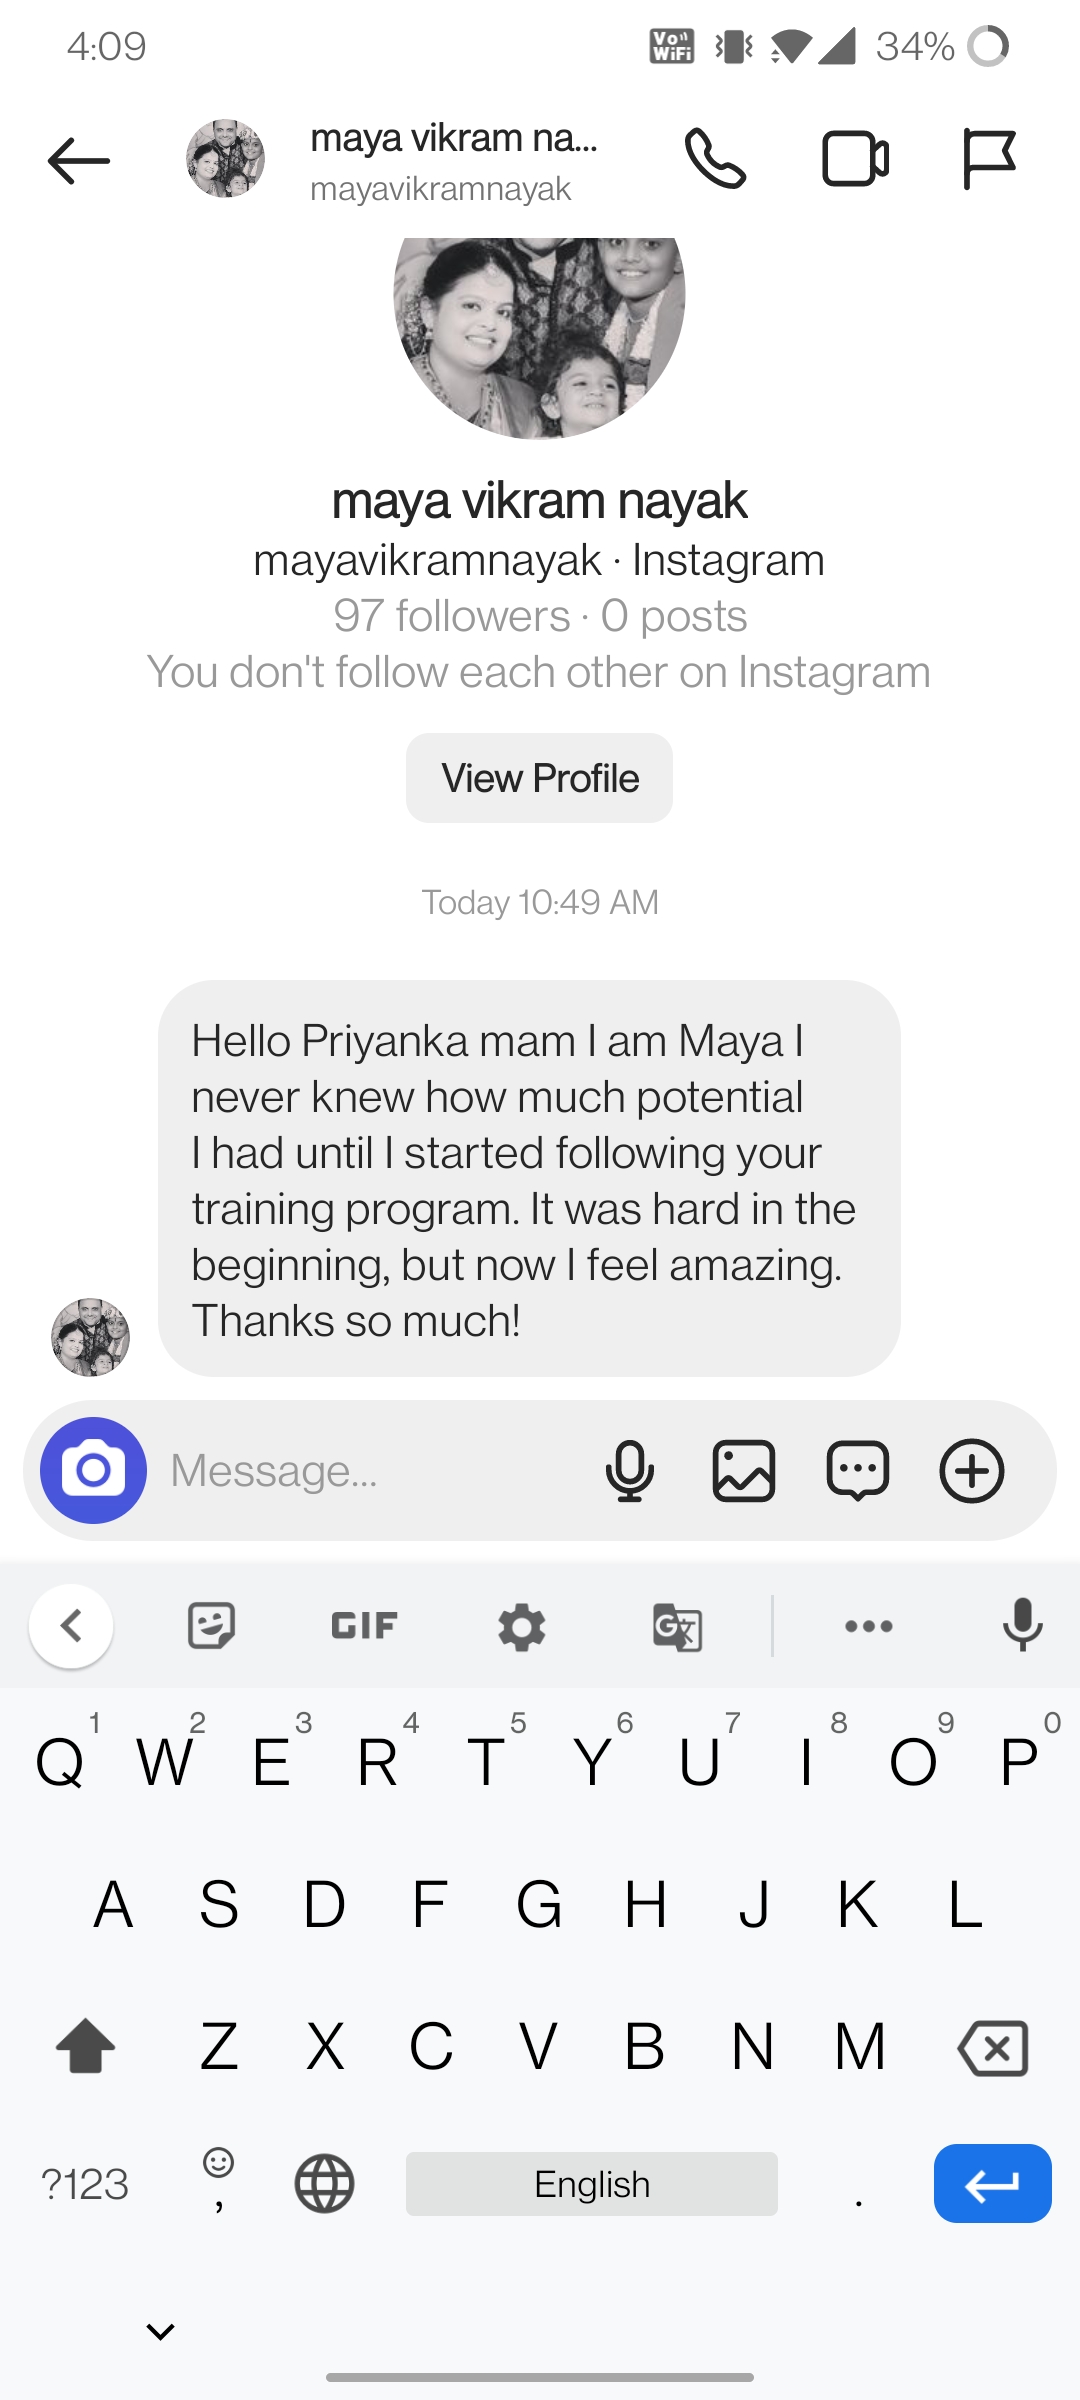 4:09
Vo
WiFi
34%
maya vikram na...
mayavikramnayak
maya vikram nayak
mayavikramnayak · Instagram
97 followers · 0 posts
You don't follow each other on Instagram
View Profile
Today 10:49 AM
Hello Priyanka mam I am Maya I
never knew how much potential
I had until I started following your
training program. It was hard in the
beginning, but now I feel amazing.
Thanks so much!
Message...
GIF
G
1 2 3 4 5 6 7 8 9 0
Q W E R T Y U I O P
A S D F G H J K L
Z X C V B N M
?123 , English .